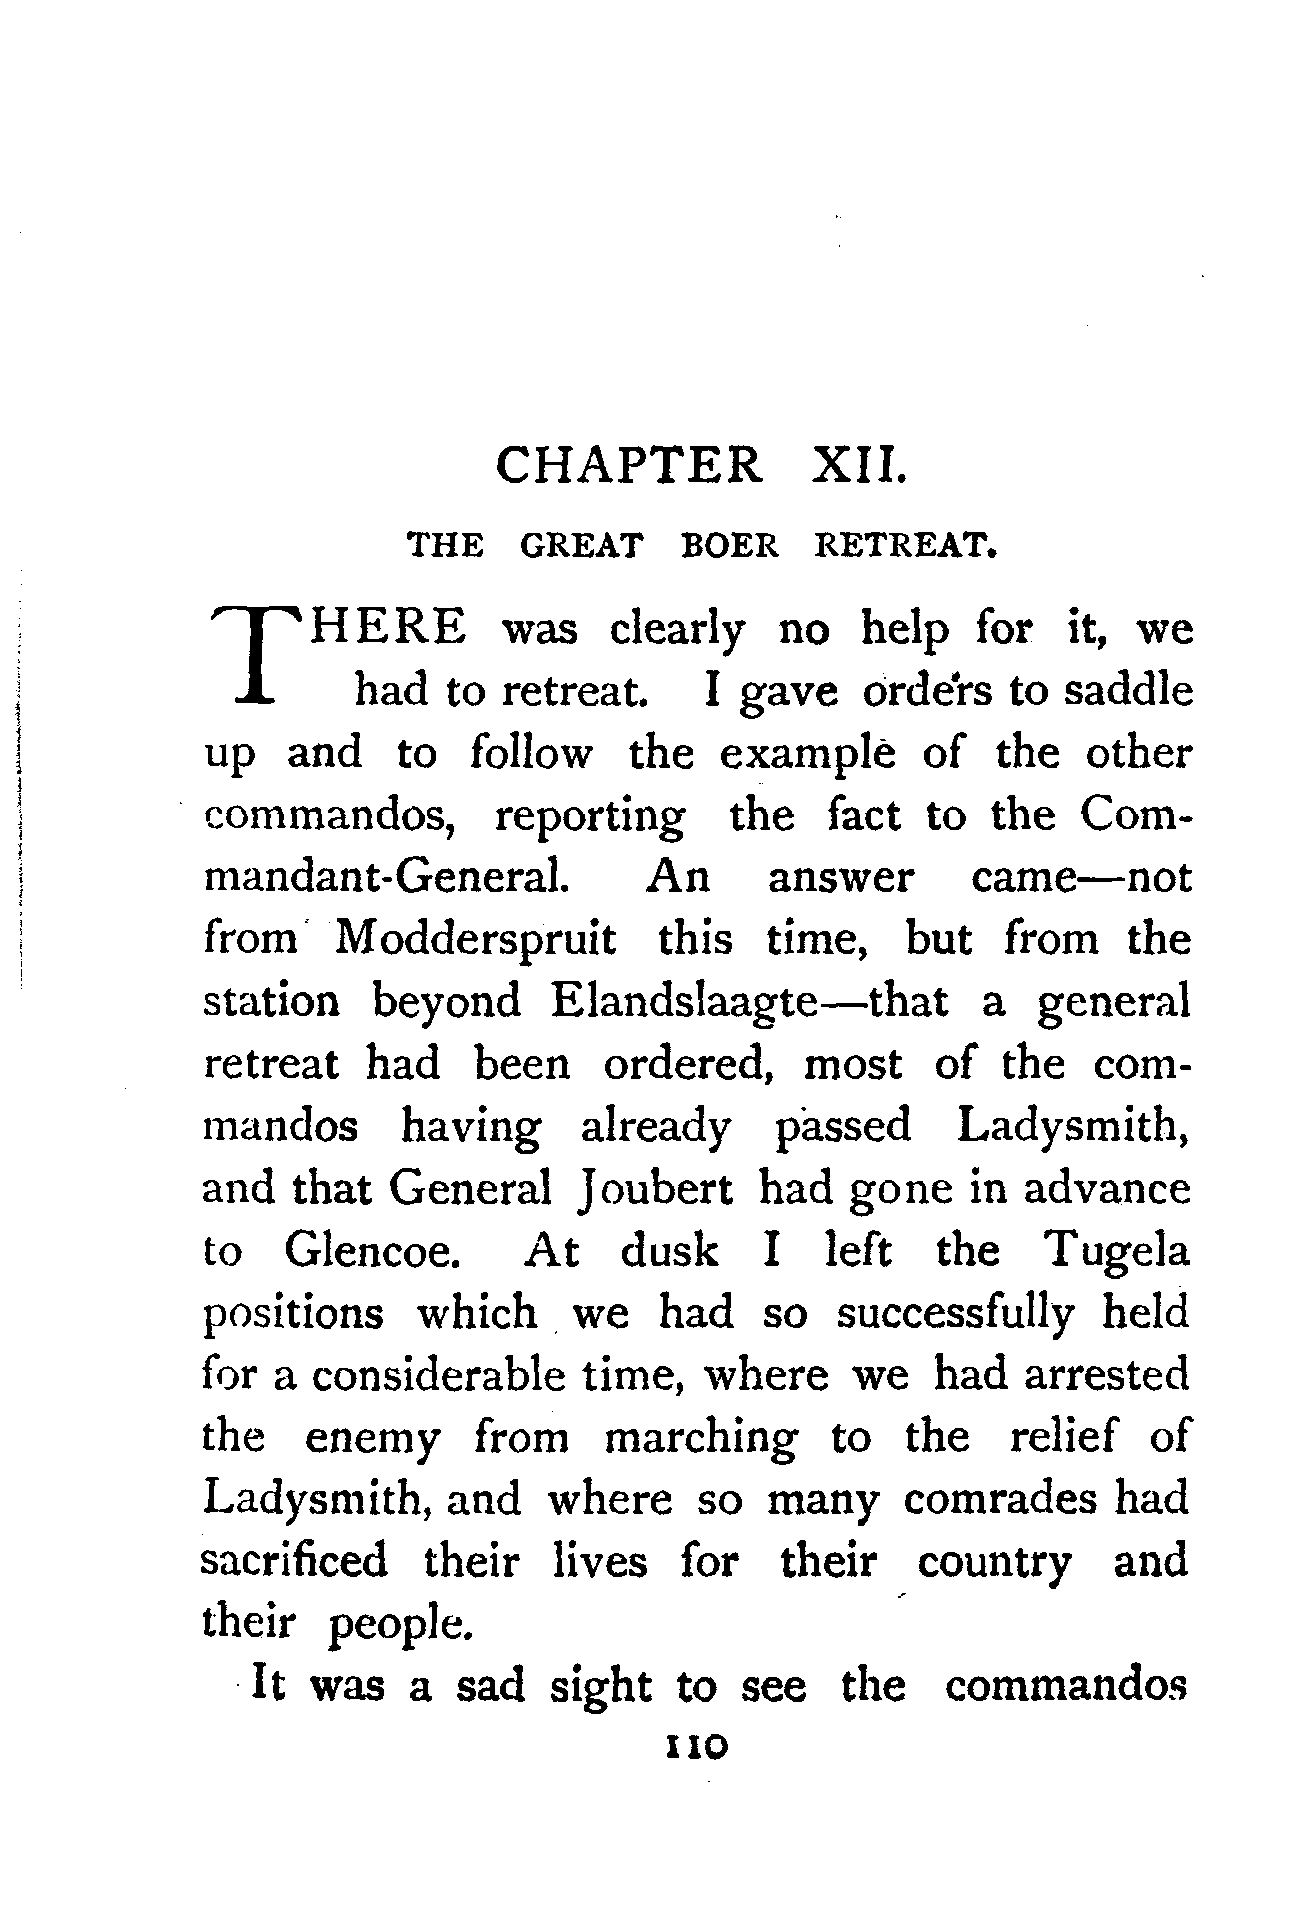 CHAPTER XII.
THE GREAT BOER RETREAT.
THERE was clearly no help for it, we
had to retreat. I gave orders to saddle
up and to follow the example of the other
commandos, reporting the fact to the Com-
mandant-General. An answer came—not
from Modderspruit this time, but from the
station beyond Elandslaagte—that a general
retreat had been ordered, most of the com-
mandos having already passed Ladysmith,
and that General Joubert had gone in advance
to Glencoe. At dusk I left the Tugela
positions which we had so successfully held
for a considerable time, where we had arrested
the enemy from marching to the relief of
Ladysmith, and where so many comrades had
sacrificed their lives for their country and
their people.
It was a sad sight to see the commandos
110